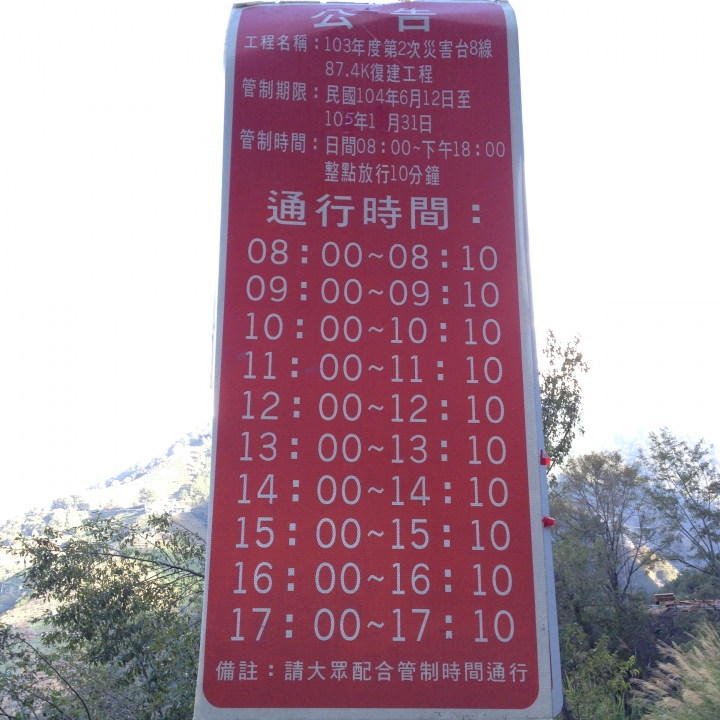 公告
工程名稱：103年度第2次災害台8線
87.4K復建工程
管制期限：民國104年6月12日至
105年1 月31日
管制時間：日間08：00~下午18：00
整點放行10分鐘
通行時間：
08：00~08：10
09：00~09：10
10：00~10：10
11：00~11：10
12：00~12：10
13：00~13：10
14：00~14：10
15：00~15：10
16：00~16：10
17：00~17：10
備註：請大眾配合管制時間通行